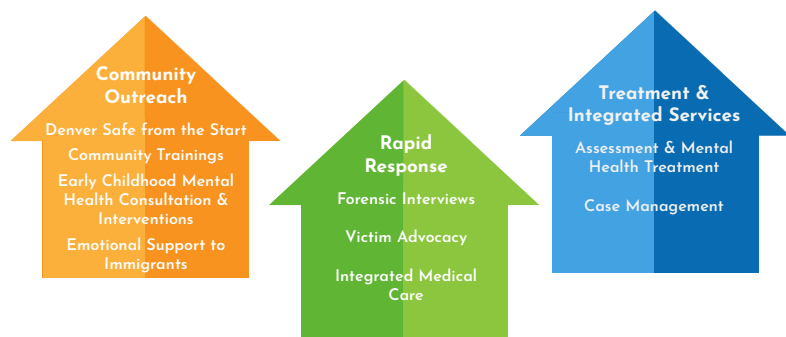 Community
Outreach
Denver Safe from the Start
Community Trainings
Early Childhood Mental
Health Consultation &
Interventions
Emotional Support to
Immigrants
Rapid
Response
Forensic Interviews
Victim Advocacy
Integrated Medical
Care
Treatment &
Integrated Services
Assessment & Mental
Health Treatment
Case Management